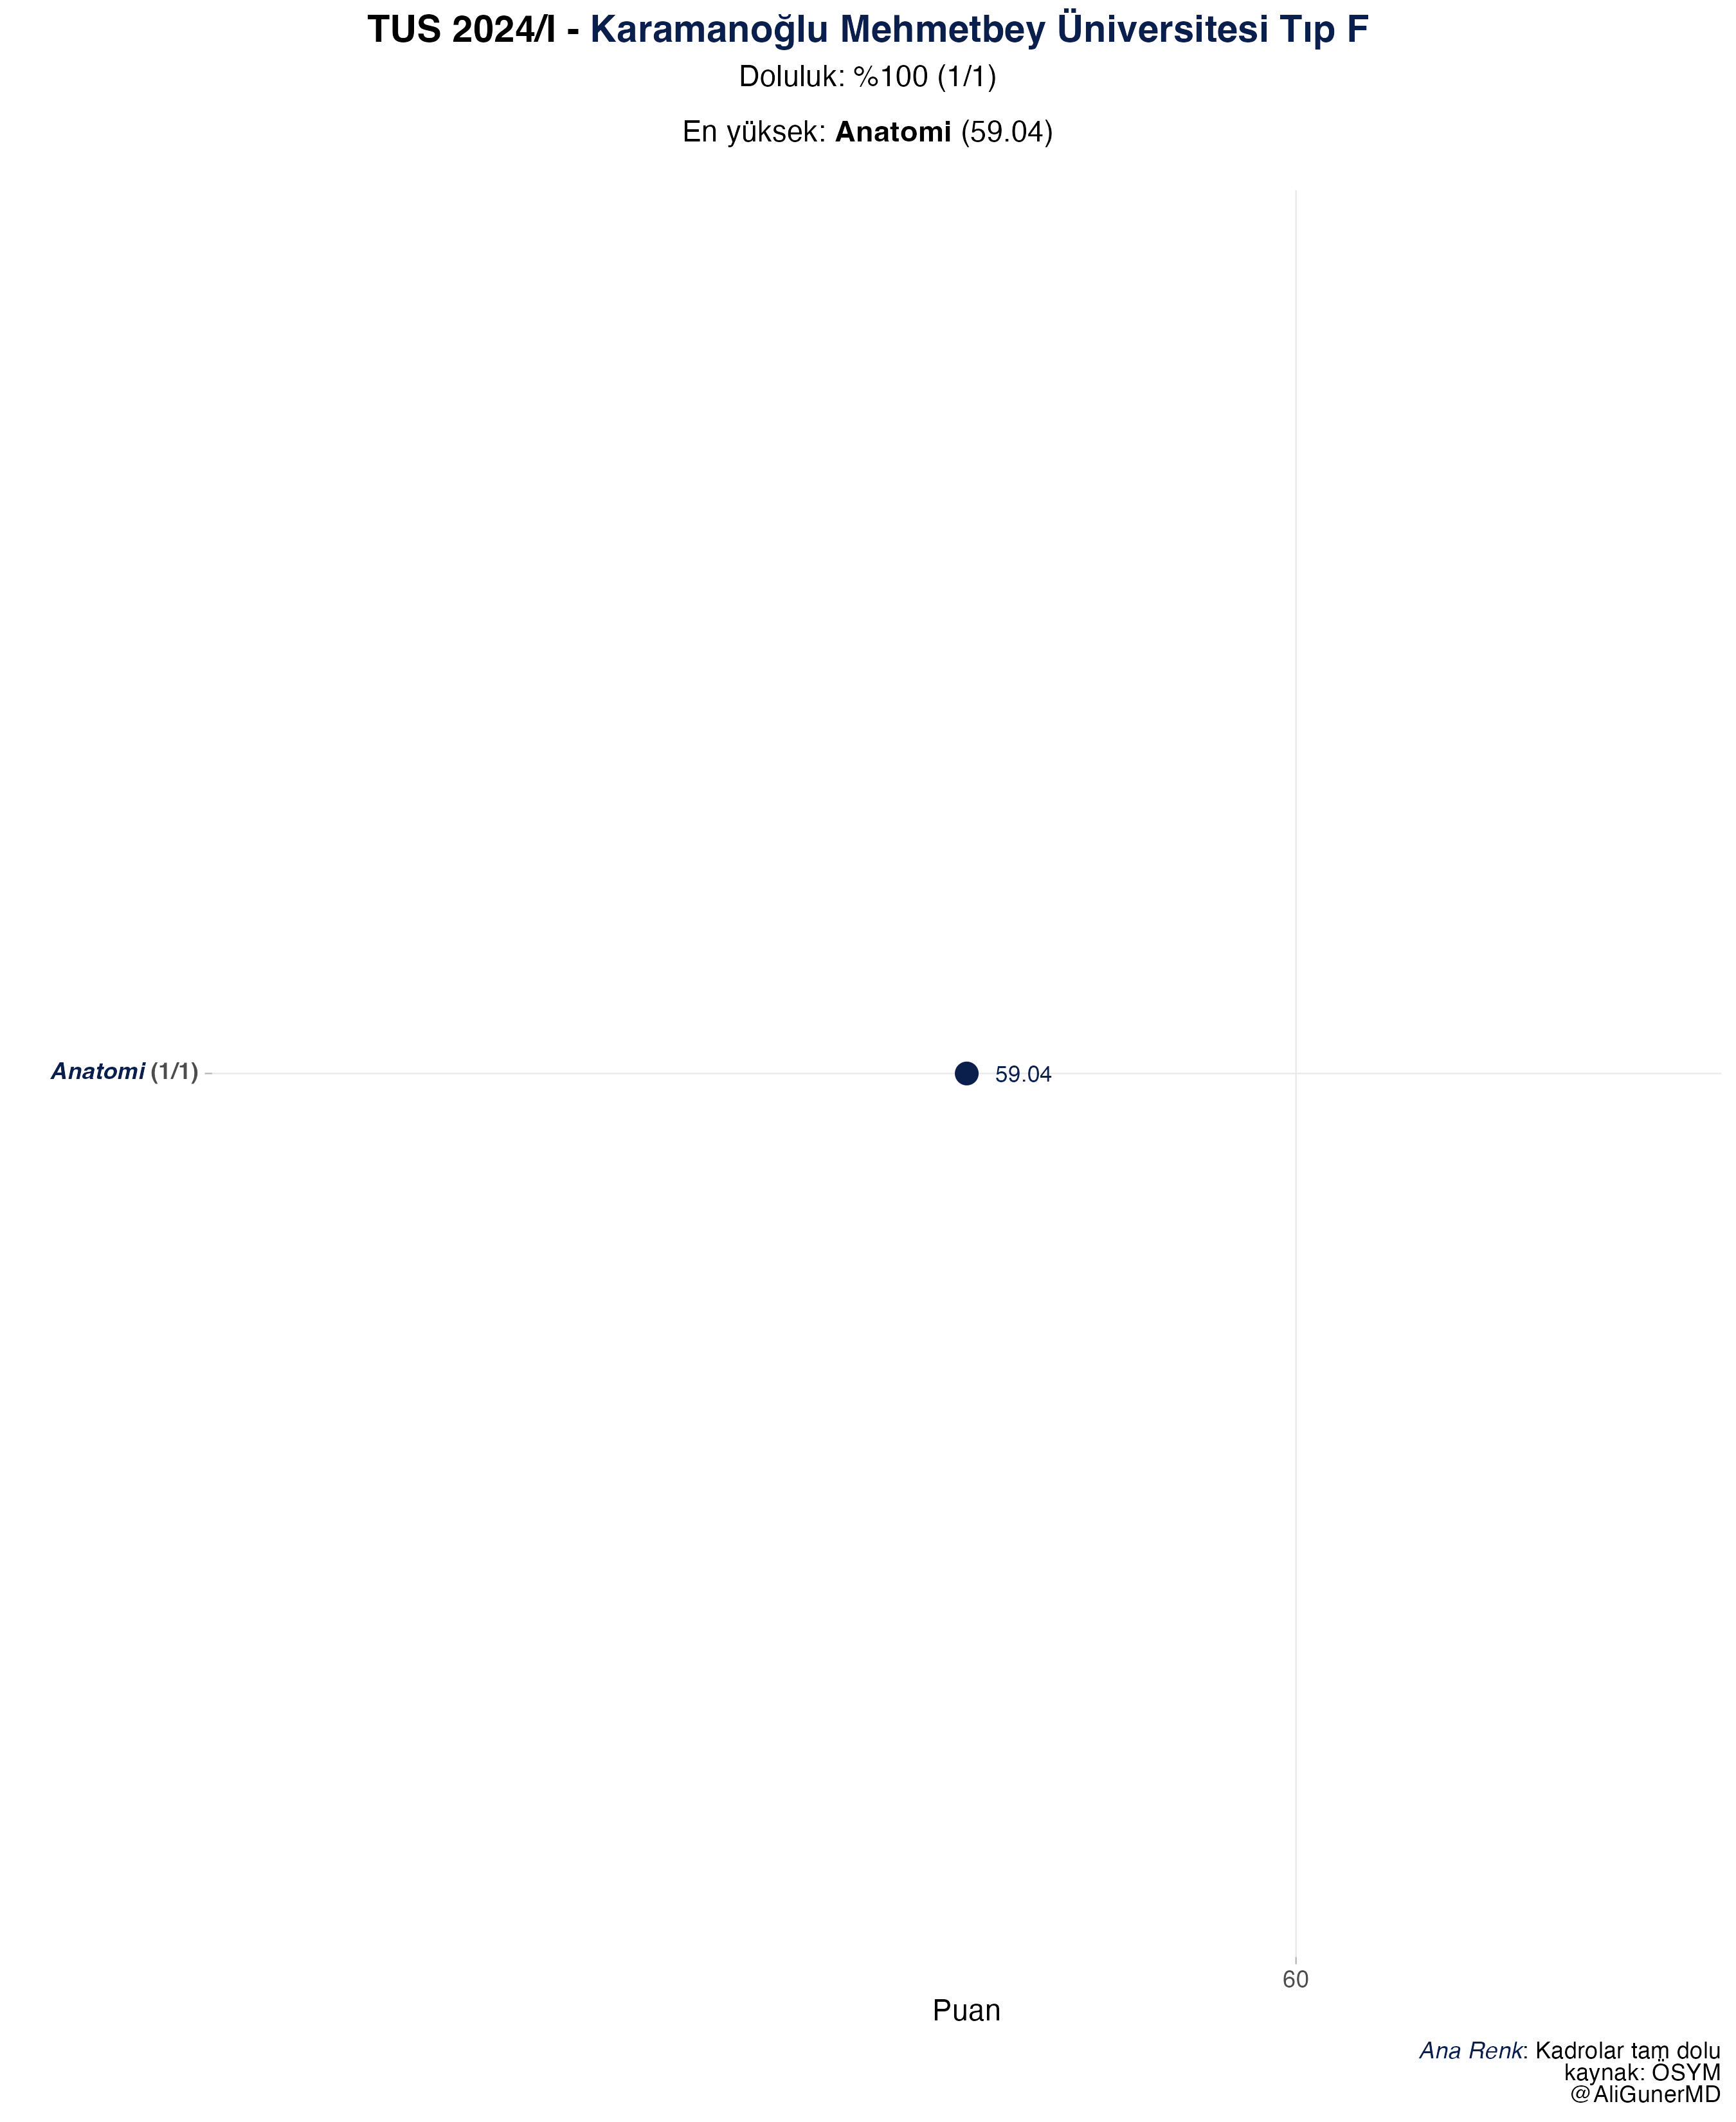 TUS 2024/I - Karamanoğlu Mehmetbey Üniversitesi Tıp F
Doluluk: %100 (1/1)
En yüksek: Anatomi (59.04)
Anatomi (1/1)
59.04
60
Puan
Ana Renk: Kadrolar tam dolu
kaynak: ÖSYM
@AliGunerMD